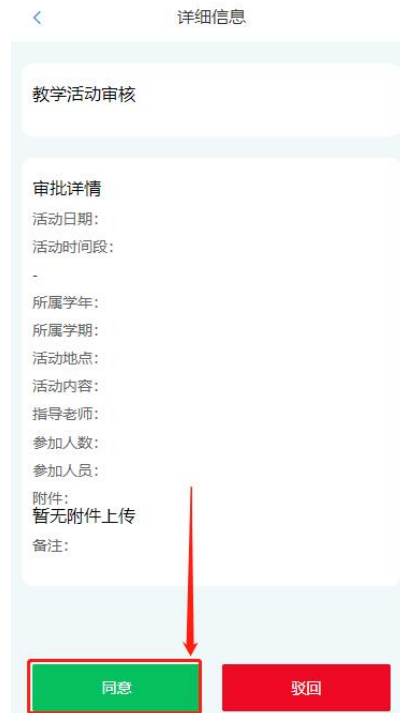 详细信息
教学活动审核
审批详情
活动日期：
活动时间段：
-
所属学年：
所属学期：
活动地点：
活动内容：
指导老师：
参加人数：
参加人员：
附件：
暂无附件上传
备注：
同意
驳回